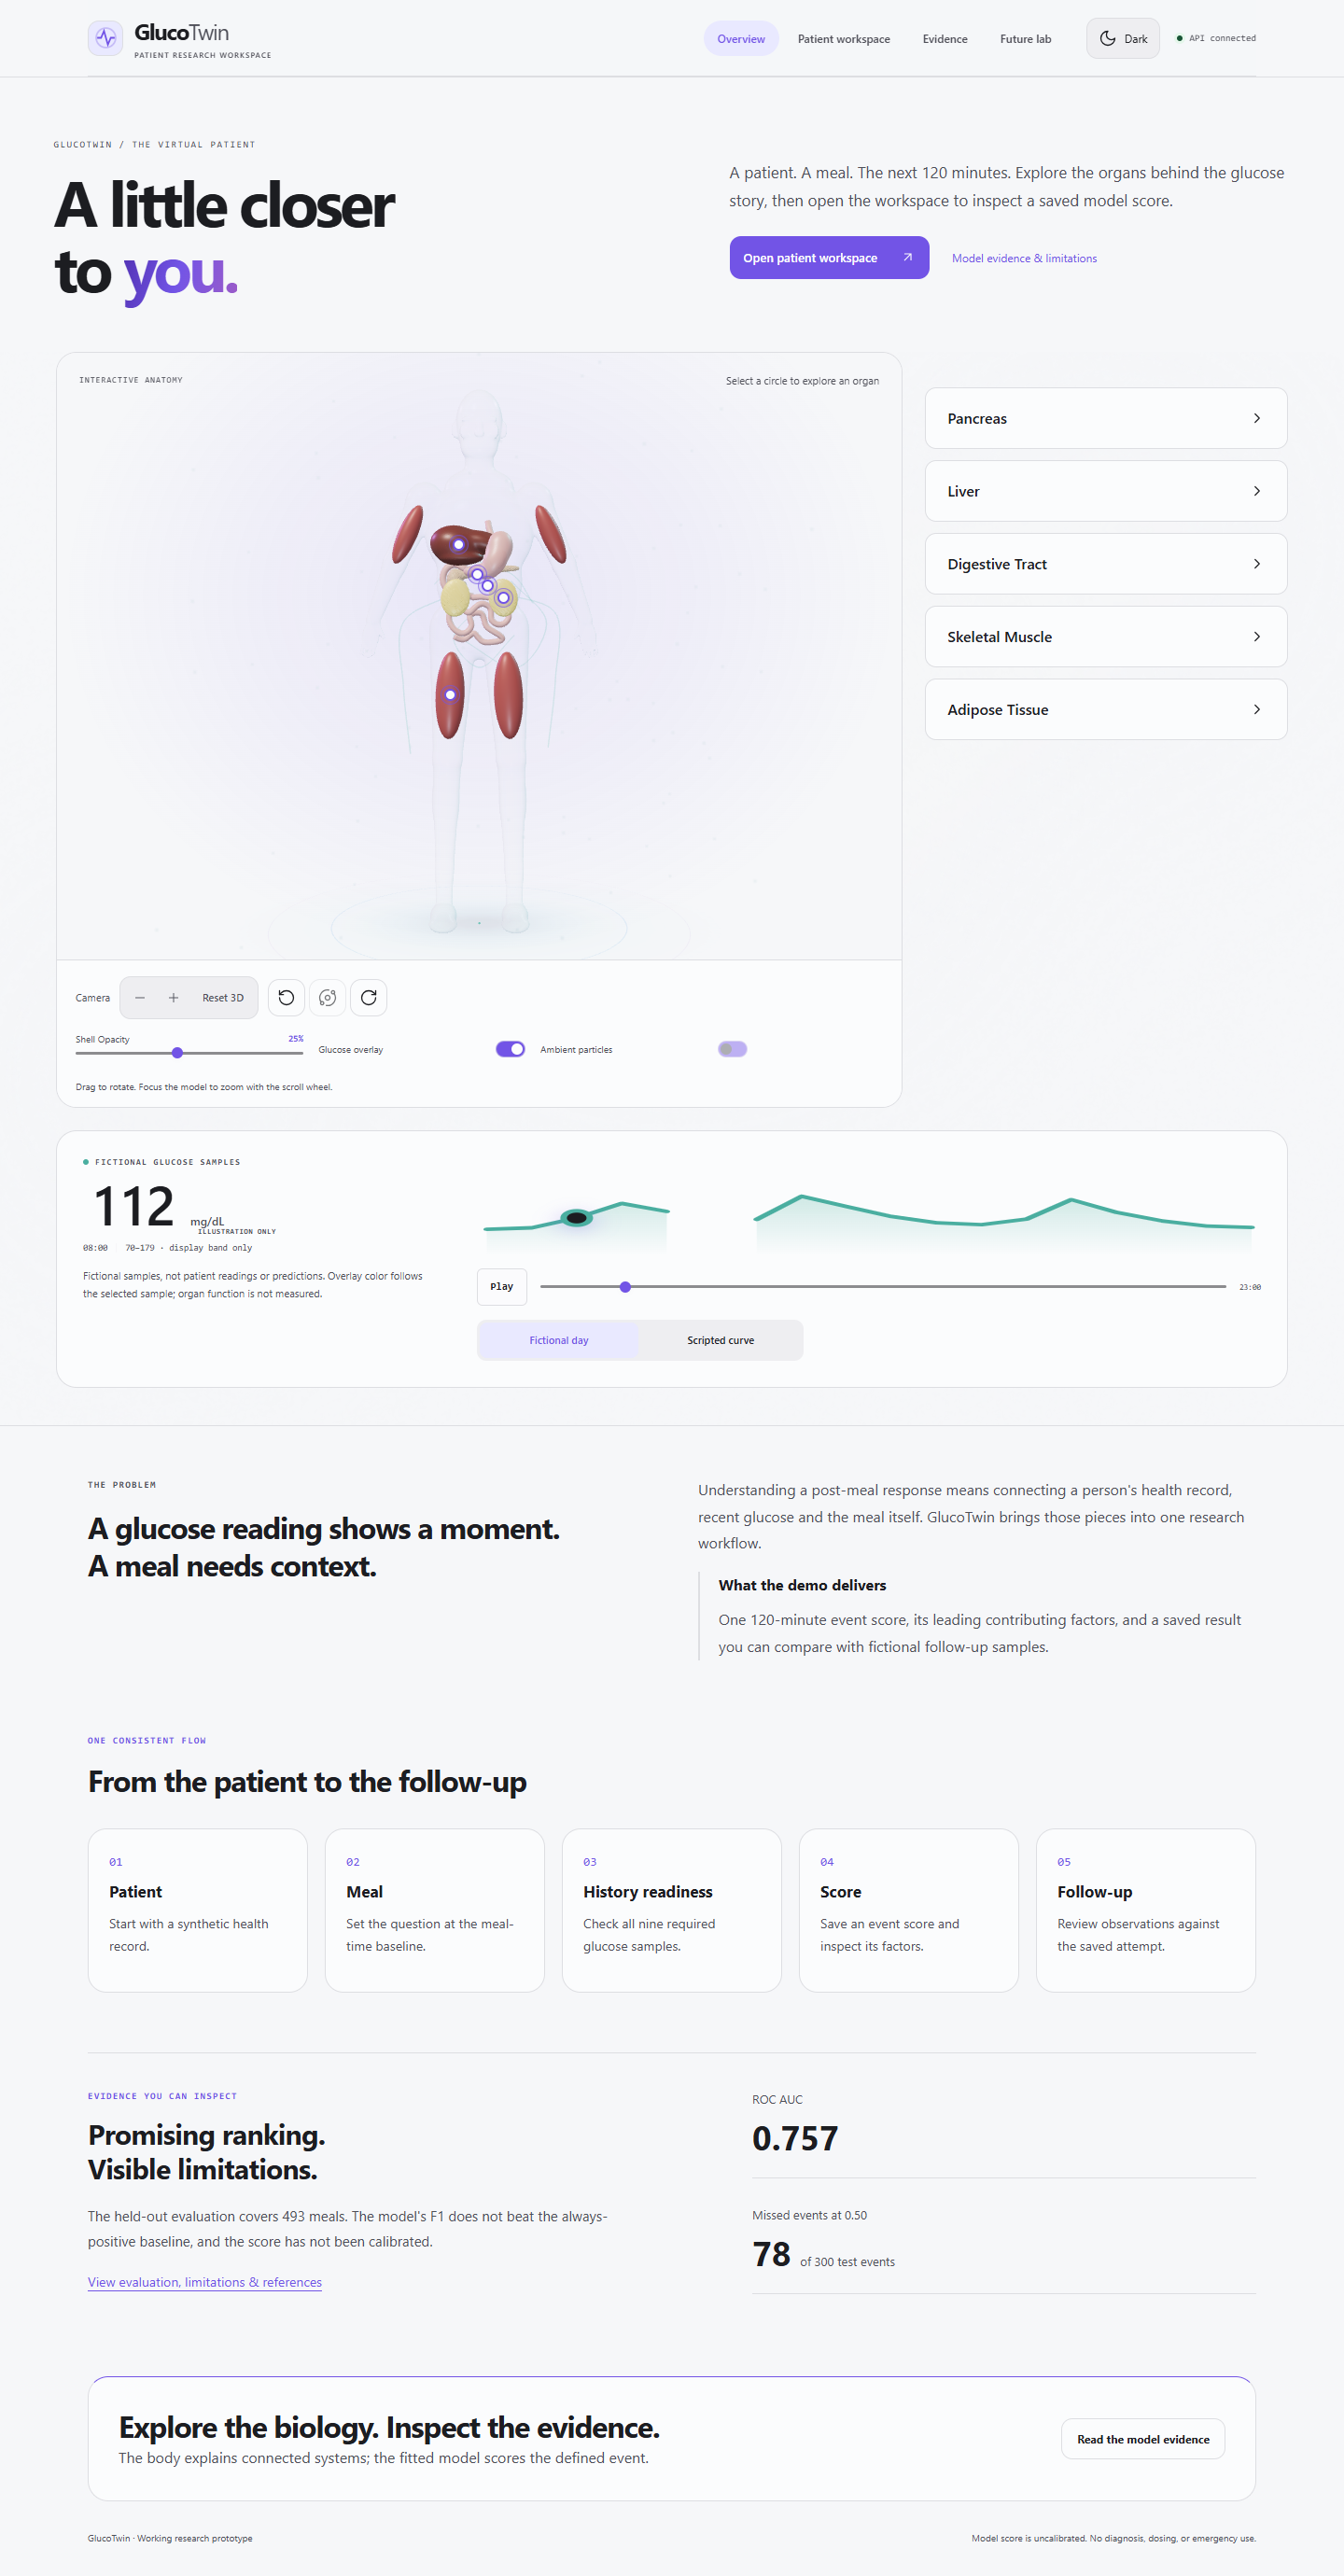 GlucoTwin
PATIENT RESEARCH WORKSPACE
Overview
Patient workspace
Evidence
Future lab
Dark
API connected
GLUCOTWIN / THE VIRTUAL PATIENT
A little closer
to you.
A patient. A meal. The next 120 minutes. Explore the organs behind the glucose
story, then open the workspace to inspect a saved model score.
Open patient workspace
Model evidence & limitations
INTERACTIVE ANATOMY
Select a circle to explore an organ
Pancreas
Liver
Digestive Tract
Skeletal Muscle
Adipose Tissue
Camera
Reset 3D
Shell Opacity
25%
Glucose overlay
Ambient particles
Drag to rotate. Focus the model to zoom with the scroll wheel.
FICTIONAL GLUCOSE SAMPLES
112 mg/dL
ILLUSTRATION ONLY
08:00 70–179 · display band only
Fictional samples, not patient readings or predictions. Overlay color follows
the selected sample; organ function is not measured.
Play
23:00
Fictional day
Scripted curve
THE PROBLEM
A glucose reading shows a moment.
A meal needs context.
Understanding a post-meal response means connecting a person's health record,
recent glucose and the meal itself. GlucoTwin brings those pieces into one research
workflow.
What the demo delivers
One 120-minute event score, its leading contributing factors, and a saved result
you can compare with fictional follow-up samples.
ONE CONSISTENT FLOW
From the patient to the follow-up
01
Patient
Start with a synthetic health
record.
02
Meal
Set the question at the meal-
time baseline.
03
History readiness
Check all nine required
glucose samples.
04
Score
Save an event score and
inspect its factors.
05
Follow-up
Review observations against
the saved attempt.
EVIDENCE YOU CAN INSPECT
Promising ranking.
Visible limitations.
The held-out evaluation covers 493 meals. The model's F1 does not beat the always-
positive baseline, and the score has not been calibrated.
View evaluation, limitations & references
ROC AUC
0.757
Missed events at 0.50
78 of 300 test events
Explore the biology. Inspect the evidence.
The body explains connected systems; the fitted model scores the defined event.
Read the model evidence
GlucoTwin · Working research prototype
Model score is uncalibrated. No diagnosis, dosing, or emergency use.